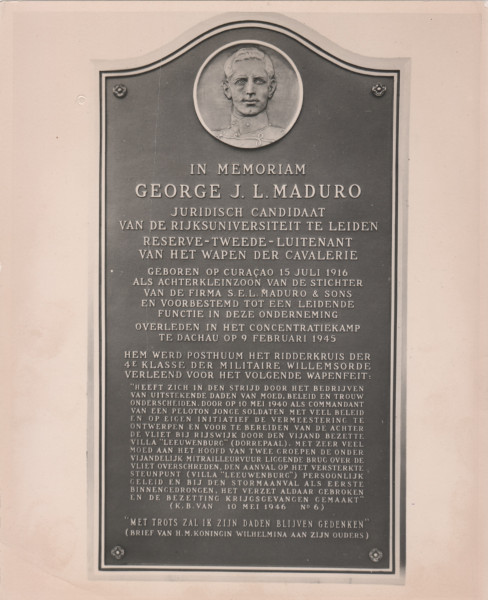 IN MEMORIAM
GEORGE J. L. MADURO
JURIDISCH CANDIDAAT
VAN DE RIJKSUNIVERSITEIT TE LEIDEN
RESERVE-TWEEDE-LUITENANT
VAN HET WAPEN DER CAVALERIE
GEBOREN OP CURAÇAO 15 JULI 1916
ALS ACHTERKLEINZOON VAN DE STICHTER
VAN DE FIRMA S.E.L. MADURO & SONS
EN VOORBESTEMD TOT EEN LEIDENDE
FUNCTIE IN DEZE ONDERNEMING
OVERLEDEN IN HET CONCENTRATIEKAMP
TE DACHAU OP 9 FEBRUARI 1945
HEM WERD POSTHUUM HET RIDDERKRUIS DER
4E KLASSE DER MILITAIRE WILLEMSORDE
VERLEEND VOOR HET VOLGENDE WAPENFEIT:
"HEEFT ZICH IN DEN STRIJD DOOR HET BEDRIJVEN
VAN UITSTEKENDE DADEN VAN MOED, BELEID EN TROUW
ONDERSCHEIDEN. DOOR OP 10 MEI 1940 ALS COMMANDANT
VAN EEN PELOTON JONGE SOLDATEN MET VEEL BELEID
EN OP EIGEN INITIATIEF DE VERMEESTERING TE
ONTWERPEN EN VOOR TE BEREIDEN VAN DE ACHTER
DE VLIET BIJ RIJSWIJK DOOR DEN VIJAND BEZETTE
VILLA "LEEUWENBURG" (DORREPAAL). MET ZEER VEEL
MOED AAN HET HOOFD VAN TWEE GROEPEN DE ONDER
VIJANDELIJK MITRAILLEURVUUR LIGGENDE BRUG OVER DE
VLIET OVERSCHREDEN, DEN AANVAL OP HET VERSTERKTE
STEUNPUNT (VILLA "LEEUWENBURG") PERSOONLIJK
GELEID EN BIJ DEN STORMAANVAL ALS EERSTE
BINNENGEDRONGEN, HET VERZET ALDAAR GEBROKEN
EN DE BEZETTING KRIJGSGEVANGEN GEMAAKT"
(K.B. VAN 10 MEI 1946 No 6.)
"MET TROTS ZAL IK ZIJN DADEN BLIJVEN GEDENKEN"
(BRIEF VAN H.M. KONINGIN WILHELMINA AAN ZIJN OUDERS)